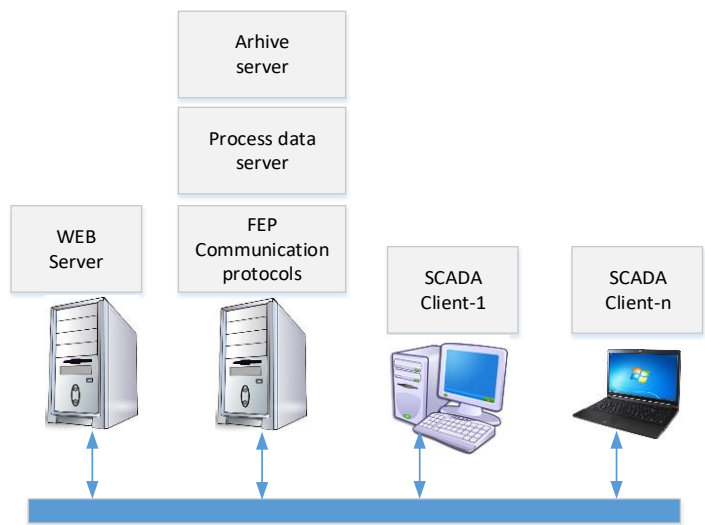 Arhive
server
Process data
server
WEB
Server
FEP
Communication
protocols
SCADA
Client-1
SCADA
Client-n